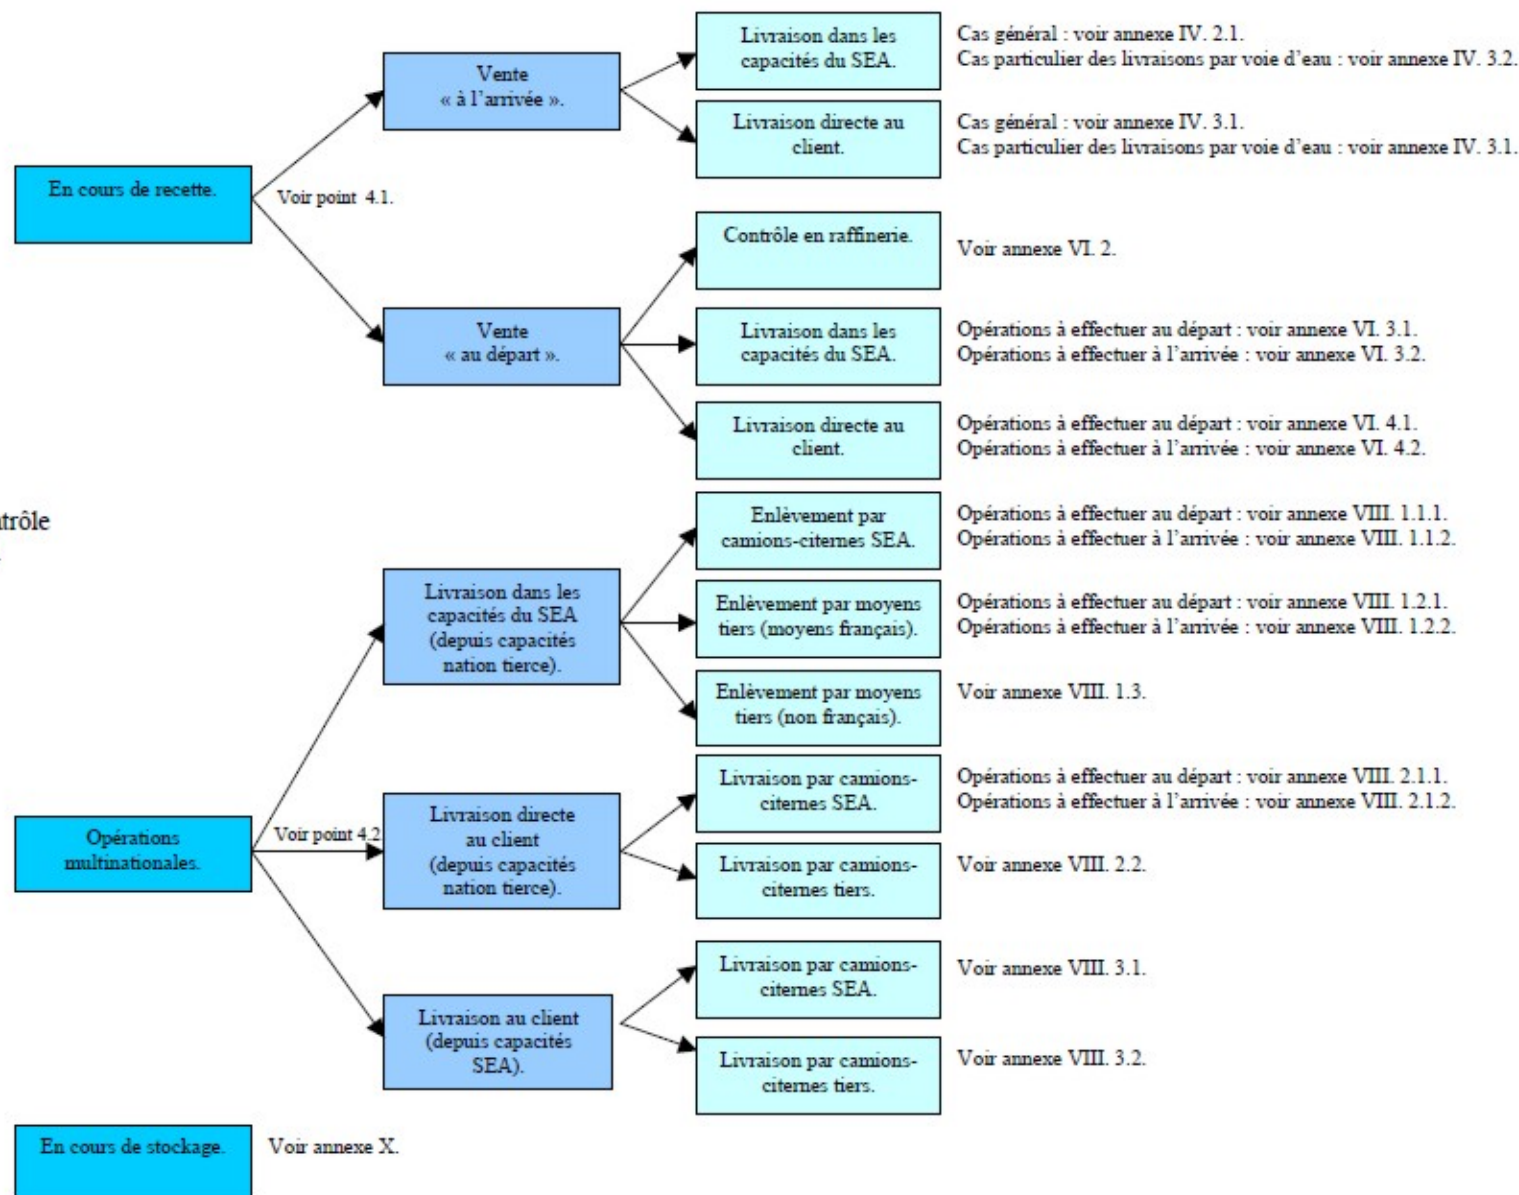 Livraison dans les
capacités du SEA.
Cas général : voir annexe IV. 2.1.
Cas particulier des livraisons par voie d'eau : voir annexe IV. 3.2.
Vente
« à l'arrivée ».
Livraison directe au
client.
Cas général : voir annexe IV. 3.1.
Cas particulier des livraisons par voie d'eau : voir annexe IV. 3.1.
En cours de recette.
Voir point 4.1.
Contrôle en raffinerie.
Voir annexe VI. 2.
Vente
« au départ ».
Livraison dans les
capacités du SEA.
Opérations à effectuer au départ : voir annexe VI. 3.1.
Opérations à effectuer à l'arrivée : voir annexe VI. 3.2.
Livraison directe au
client.
Opérations à effectuer au départ : voir annexe VI. 4.1.
Opérations à effectuer à l'arrivée : voir annexe VI. 4.2.
trôle
Enlèvement par
camions-citernes SEA.
Opérations à effectuer au départ : voir annexe VIII. 1.1.1.
Opérations à effectuer à l'arrivée : voir annexe VIII. 1.1.2.
Livraison dans les
capacités du SEA
(depuis capacités
nation tierce).
Enlèvement par moyens
tiers (moyens français).
Opérations à effectuer au départ : voir annexe VIII. 1.2.1.
Opérations à effectuer à l'arrivée : voir annexe VIII. 1.2.2.
Enlèvement par moyens
tiers (non français).
Voir annexe VIII. 1.3.
Opérations
multinationales.
Voir point 4.2
Livraison directe
au client
(depuis capacités
nation tierce).
Livraison par camions-
citernes SEA.
Opérations à effectuer au départ : voir annexe VIII. 2.1.1.
Opérations à effectuer à l'arrivée : voir annexe VIII. 2.1.2.
Livraison par camions-
citernes tiers.
Voir annexe VIII. 2.2.
Livraison au client
(depuis capacités
SEA).
Livraison par camions-
citernes SEA.
Voir annexe VIII. 3.1.
Livraison par camions-
citernes tiers.
Voir annexe VIII. 3.2.
En cours de stockage.
Voir annexe X.